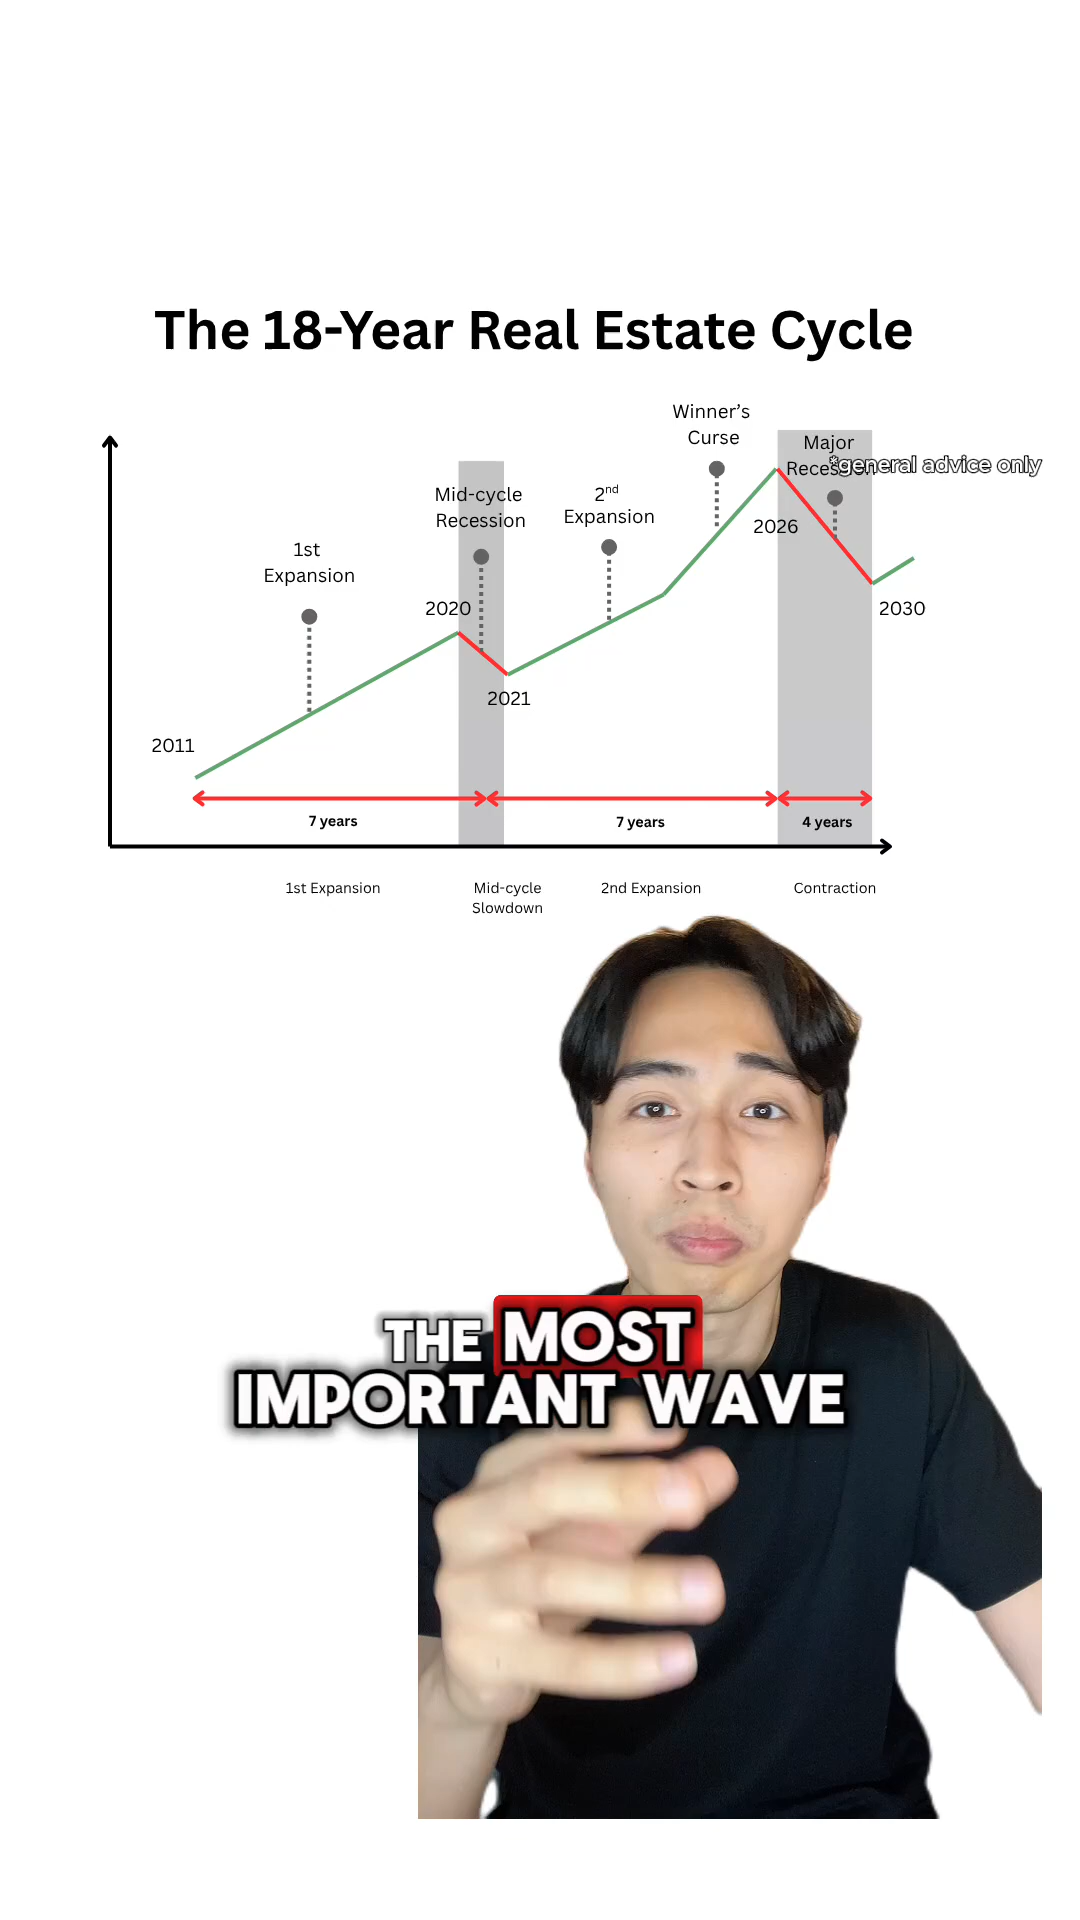 The 18-Year Real Estate Cycle
Winner's
Curse
Major
Recession
*general advice only
Mid-cycle
Recession
2nd
Expansion
2026
1st
Expansion
2020
2030
2021
2011
7 years
7 years
4 years
1st Expansion
Mid-cycle
Slowdown
2nd Expansion
Contraction
THE MOST
IMPORTANT WAVE